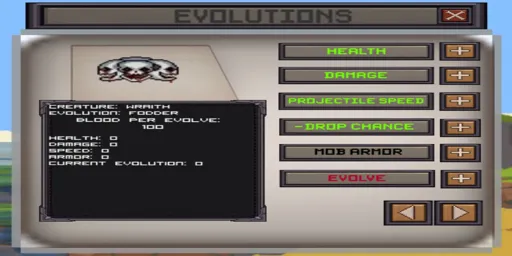 EVOLUTIONS
CREATURE: WRAITH
EVOLUTION: FODDER
BLOOD PER EVOLVE:
100
HEALTH: 0
DAMAGE: 0
SPEED: 0
ARMOR: 0
CURRENT EVOLUTION: 0
HEALTH
DAMAGE
PROJECTILE SPEED
-DROP CHANCE
MOB ARMOR
EVOLVE